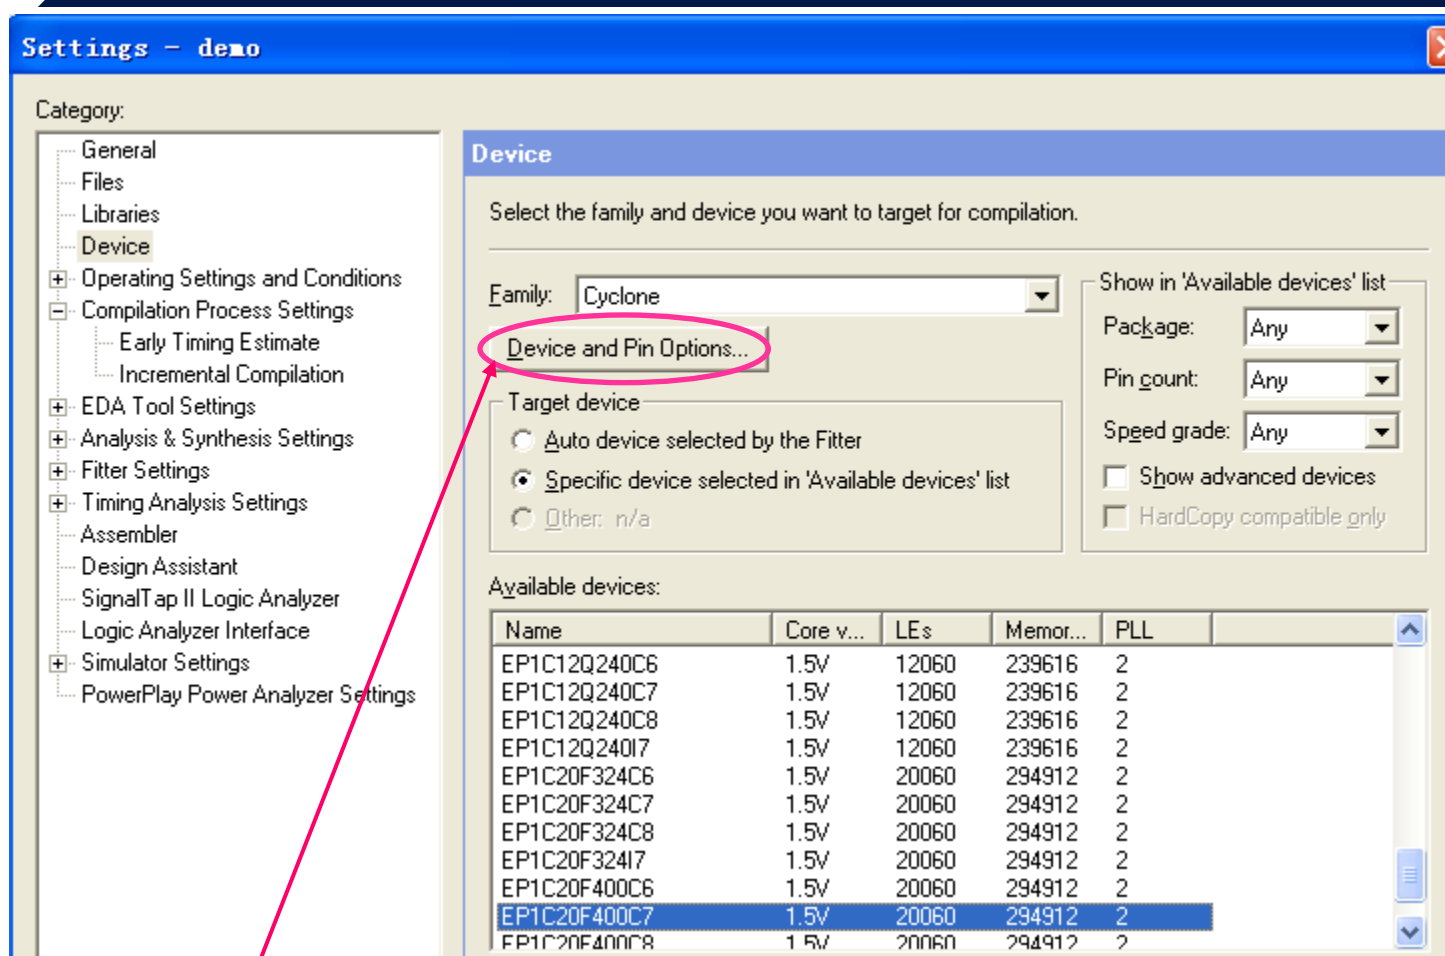 Settings - demo
Category:
General
Files
Libraries
Device
Operating Settings and Conditions
Compilation Process Settings
Early Timing Estimate
Incremental Compilation
EDA Tool Settings
Analysis & Synthesis Settings
Fitter Settings
Timing Analysis Settings
Assembler
Design Assistant
SignalTap II Logic Analyzer
Logic Analyzer Interface
Simulator Settings
PowerPlay Power Analyzer Settings
Device
Select the family and device you want to target for compilation.
Family: Cyclone
Device and Pin Options...
Target device
Auto device selected by the Fitter
Specific device selected in 'Available devices' list
Other: n/a
Show in 'Available devices' list
Package: Any
Pin count: Any
Speed grade: Any
Show advanced devices
HardCopy compatible only
Available devices:
Name Core v... LEs Memor... PLL
EP1C12Q240C6 1.5V 12060 239616 2
EP1C12Q240C7 1.5V 12060 239616 2
EP1C12Q240C8 1.5V 12060 239616 2
EP1C12Q240I7 1.5V 12060 239616 2
EP1C20F324C6 1.5V 20060 294912 2
EP1C20F324C7 1.5V 20060 294912 2
EP1C20F324C8 1.5V 20060 294912 2
EP1C20F324I7 1.5V 20060 294912 2
EP1C20F400C6 1.5V 20060 294912 2
EP1C20F400C7 1.5V 20060 294912 2
EP1C20F400C8 1.5V 20060 294912 2